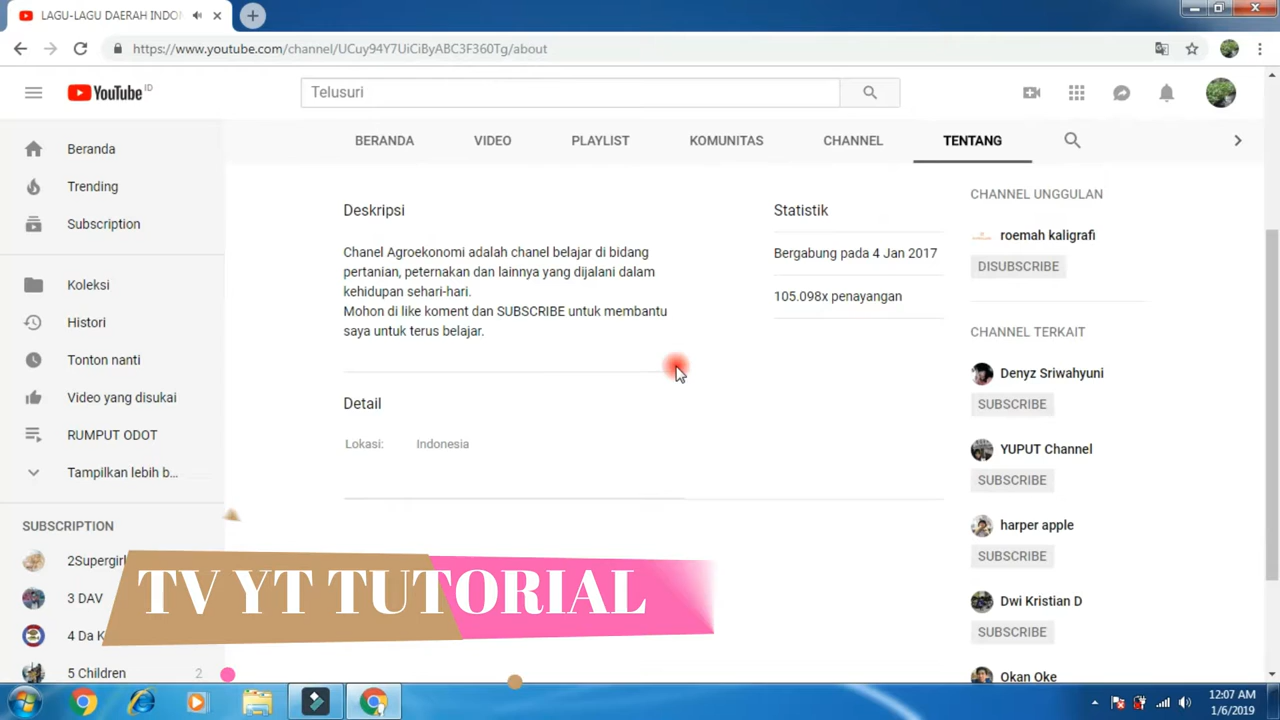 LAGU-LAGU DAERAH INDON
https://www.youtube.com/channel/UCuy94Y7UiCiByABC3F360Tg/about
YouTube ID
Telusuri
BERANDA
VIDEO
PLAYLIST
KOMUNITAS
CHANNEL
TENTANG
Beranda
Trending
Subscription
Koleksi
Histori
Tonton nanti
Video yang disukai
RUMPUT ODOT
Tampilkan lebih b...
SUBSCRIPTION
2Supergirl
3 DAV
4 Da K
5 Children 2
Deskripsi
Chanel Agroekonomi adalah chanel belajar di bidang
pertanian, peternakan dan lainnya yang dijalani dalam
kehidupan sehari-hari.
Mohon di like koment dan SUBSCRIBE untuk membantu
saya untuk terus belajar.
Detail
Lokasi: Indonesia
Statistik
Bergabung pada 4 Jan 2017
105.098x penayangan
CHANNEL UNGGULAN
roemah kaligrafi
DISUBSCRIBE
CHANNEL TERKAIT
Denyz Sriwahyuni
SUBSCRIBE
YUPUT Channel
SUBSCRIBE
harper apple
SUBSCRIBE
Dwi Kristian D
SUBSCRIBE
Okan Oke
TV YT TUTORIAL
12:07 AM
1/6/2019